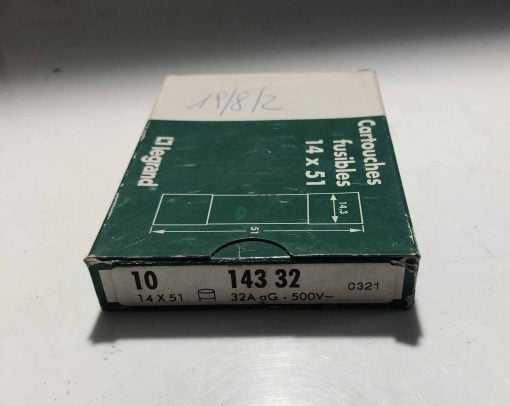 18/8/2
Cartouches
fusibles
14 x 51
legrand
14,3
51
10 143 32
14 X 51 32A gG - 500V~ 0321